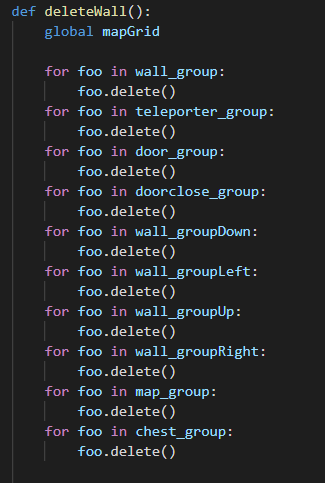 def deleteWall():
    global mapGrid
    for foo in wall_group:
        foo.delete()
    for foo in teleporter_group:
        foo.delete()
    for foo in door_group:
        foo.delete()
    for foo in doorclose_group:
        foo.delete()
    for foo in wall_groupDown:
        foo.delete()
    for foo in wall_groupLeft:
        foo.delete()
    for foo in wall_groupUp:
        foo.delete()
    for foo in wall_groupRight:
        foo.delete()
    for foo in map_group:
        foo.delete()
    for foo in chest_group:
        foo.delete()